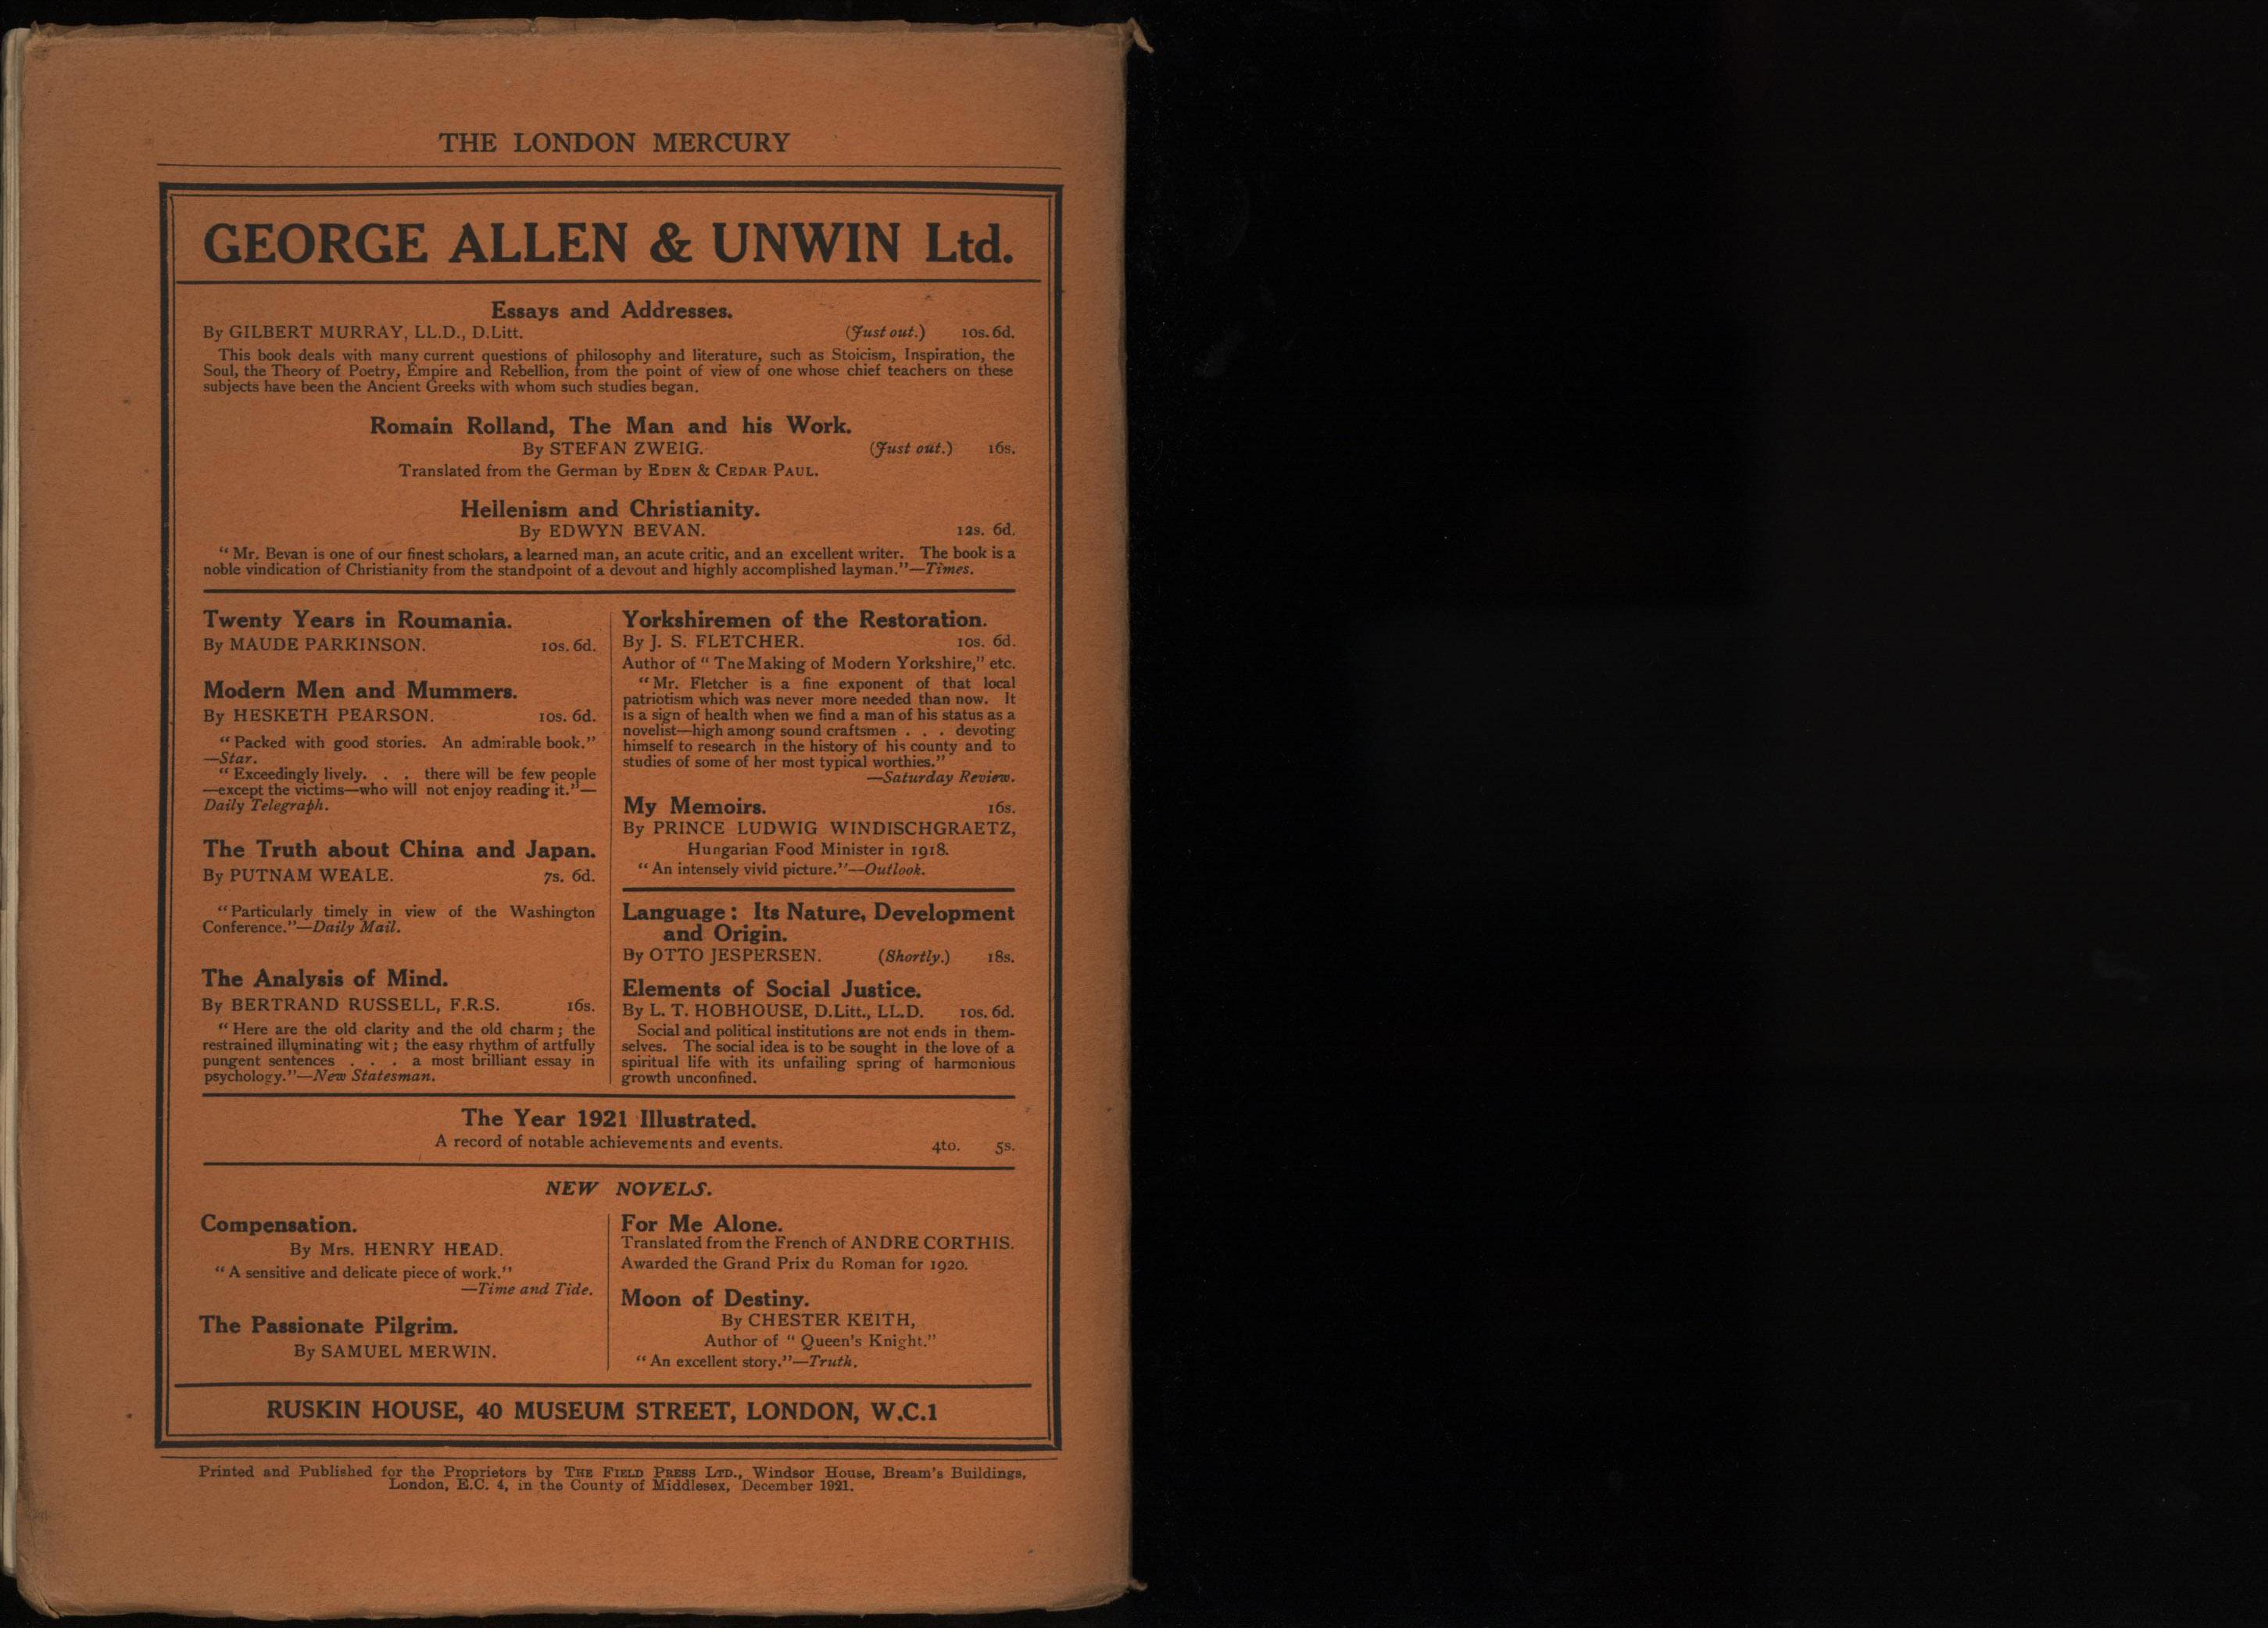 THE LONDON MERCURY
GEORGE ALLEN & UNWIN Ltd.
Essays and Addresses.
By GILBERT MURRAY, LL.D., D.Litt. (Just out.) 10s. 6d.
This book deals with many current questions of philosophy and literature, such as Stoicism, Inspiration, the
Soul, the Theory of Poetry, Empire and Rebellion, from the point of view of one whose chief teachers on these
subjects have been the Ancient Greeks with whom such studies began.
Romain Rolland, The Man and his Work.
By STEFAN ZWEIG. (Just out.) 16s.
Translated from the German by EDEN & CEDAR PAUL.
Hellenism and Christianity.
By EDWYN BEVAN. 12s. 6d.
"Mr. Bevan is one of our finest scholars, a learned man, an acute critic, and an excellent writer. The book is a
noble vindication of Christianity from the standpoint of a devout and highly accomplished layman."—Times.
Twenty Years in Roumania.
By MAUDE PARKINSON. 10s. 6d.
Modern Men and Mummers.
By HESKETH PEARSON. 10s. 6d.
"Packed with good stories. An admirable book."
—Star.
"Exceedingly lively. . . there will be few people
—except the victims—who will not enjoy reading it."—
Daily Telegraph.
The Truth about China and Japan.
By PUTNAM WEALE. 7s. 6d.
"Particularly timely in view of the Washington
Conference."—Daily Mail.
The Analysis of Mind.
By BERTRAND RUSSELL, F.R.S. 16s.
"Here are the old clarity and the old charm; the
restrained illuminating wit; the easy rhythm of artfully
pungent sentences . . . a most brilliant essay in
psychology."—New Statesman.
Yorkshiremen of the Restoration.
By J. S. FLETCHER. 10s. 6d.
Author of "The Making of Modern Yorkshire," etc.
"Mr. Fletcher is a fine exponent of that local
patriotism which was never more needed than now. It
is a sign of health when we find a man of his status as a
novelist—high among sound craftsmen . . . devoting
himself to research in the history of his county and to
studies of some of her most typical worthies."
—Saturday Review.
My Memoirs. 16s.
By PRINCE LUDWIG WINDISCHGRAETZ,
Hungarian Food Minister in 1918.
"An intensely vivid picture."—Outlook.
Language: Its Nature, Development
and Origin.
By OTTO JESPERSEN. (Shortly.) 18s.
Elements of Social Justice.
By L. T. HOBHOUSE, D.Litt., LL.D. 10s. 6d.
Social and political institutions are not ends in them-
selves. The social idea is to be sought in the love of a
spiritual life with its unfailing spring of harmonious
growth unconfined.
The Year 1921 Illustrated.
A record of notable achievements and events. 4to. 5s.
NEW NOVELS.
Compensation.
By Mrs. HENRY HEAD.
"A sensitive and delicate piece of work."
—Time and Tide.
The Passionate Pilgrim.
By SAMUEL MERWIN.
For Me Alone.
Translated from the French of ANDRE CORTHIS.
Awarded the Grand Prix du Roman for 1920.
Moon of Destiny.
By CHESTER KEITH,
Author of "Queen's Knight."
"An excellent story."—Truth.
RUSKIN HOUSE, 40 MUSEUM STREET, LONDON, W.C.1
Printed and Published for the Proprietors by THE FIELD PRESS LTD., Windsor House, Bream's Buildings,
London, E.C. 4, in the County of Middlesex, December 1921.